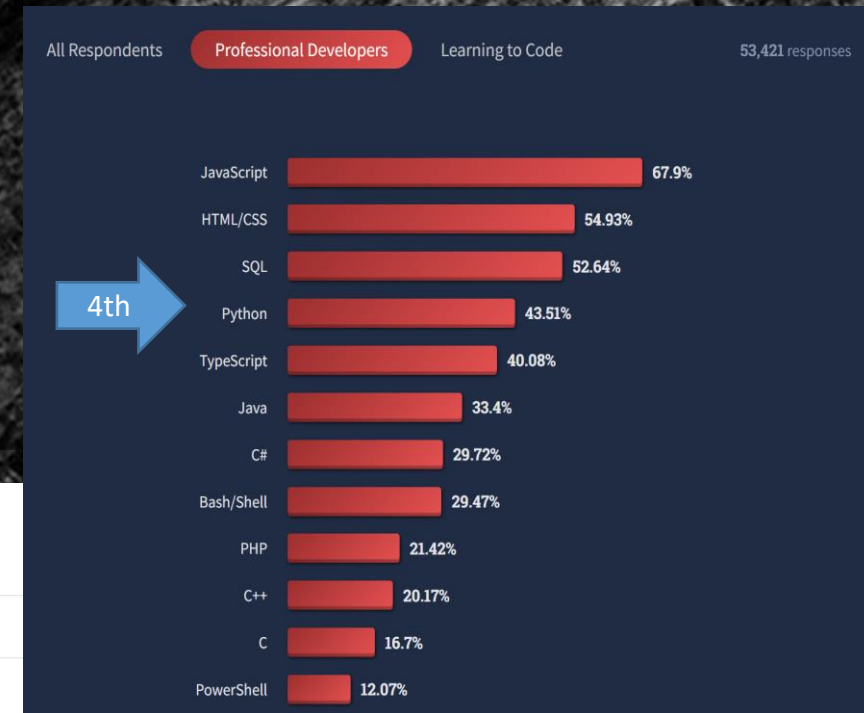 All Respondents Professional Developers Learning to Code 53,421 responses
JavaScript 67.9%
HTML/CSS 54.93%
SQL 52.64%
4th Python 43.51%
TypeScript 40.08%
Java 33.4%
C# 29.72%
Bash/Shell 29.47%
PHP 21.42%
C++ 20.17%
C 16.7%
PowerShell 12.07%